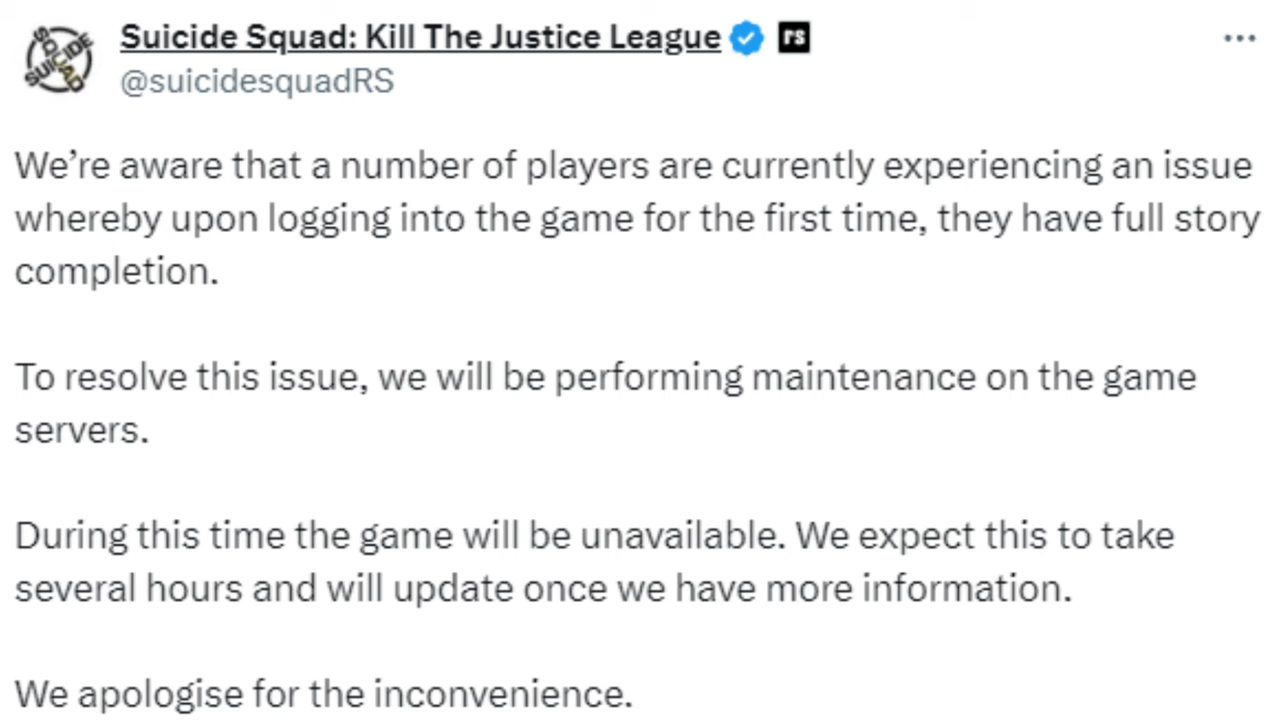 Suicide Squad: Kill The Justice League rs
@suicidesquadRS
SUICIDE SQUAD
We’re aware that a number of players are currently experiencing an issue
whereby upon logging into the game for the first time, they have full story
completion.
To resolve this issue, we will be performing maintenance on the game
servers.
During this time the game will be unavailable. We expect this to take
several hours and will update once we have more information.
We apologise for the inconvenience.